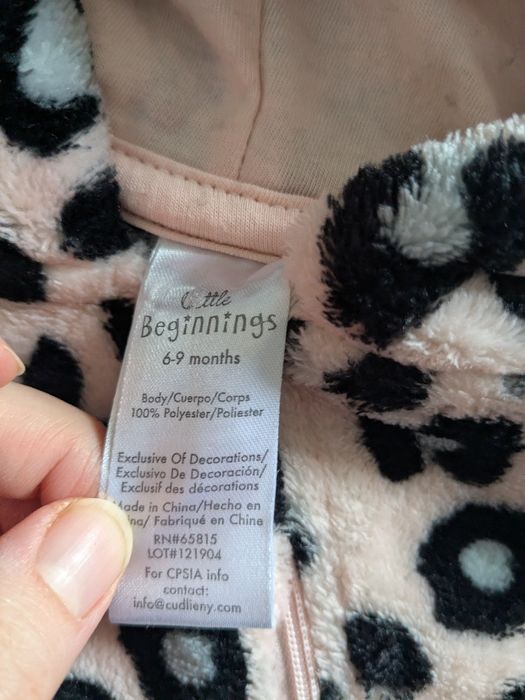 Little
Beginnings
6-9 months
Body/Cuerpo/Corps
100% Polyester/Poliester
Exclusive Of Decorations/
Exclusivo De Decoración/
Exclusif des décorations
Made in China/Hecho en
ina/ Fabriqué en Chine
RN#65815
LOT#121904
For CPSIA info
contact:
info@cudlieny.com